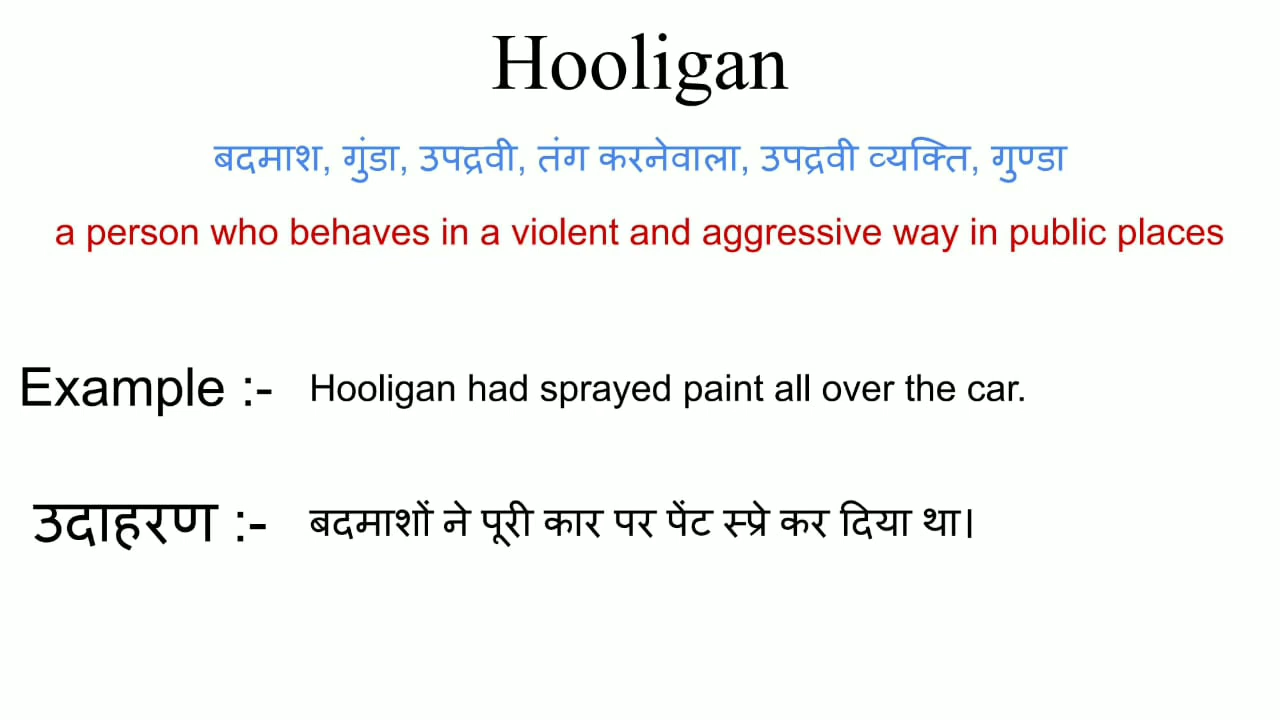 Hooligan
बदमाश, गुंडा, उपद्रवी, तंग करनेवाला, उपद्रवी व्यक्ति, गुण्डा
a person who behaves in a violent and aggressive way in public places
Example :- Hooligan had sprayed paint all over the car.
उदाहरण :- बदमाशों ने पूरी कार पर पेंट स्प्रे कर दिया था।